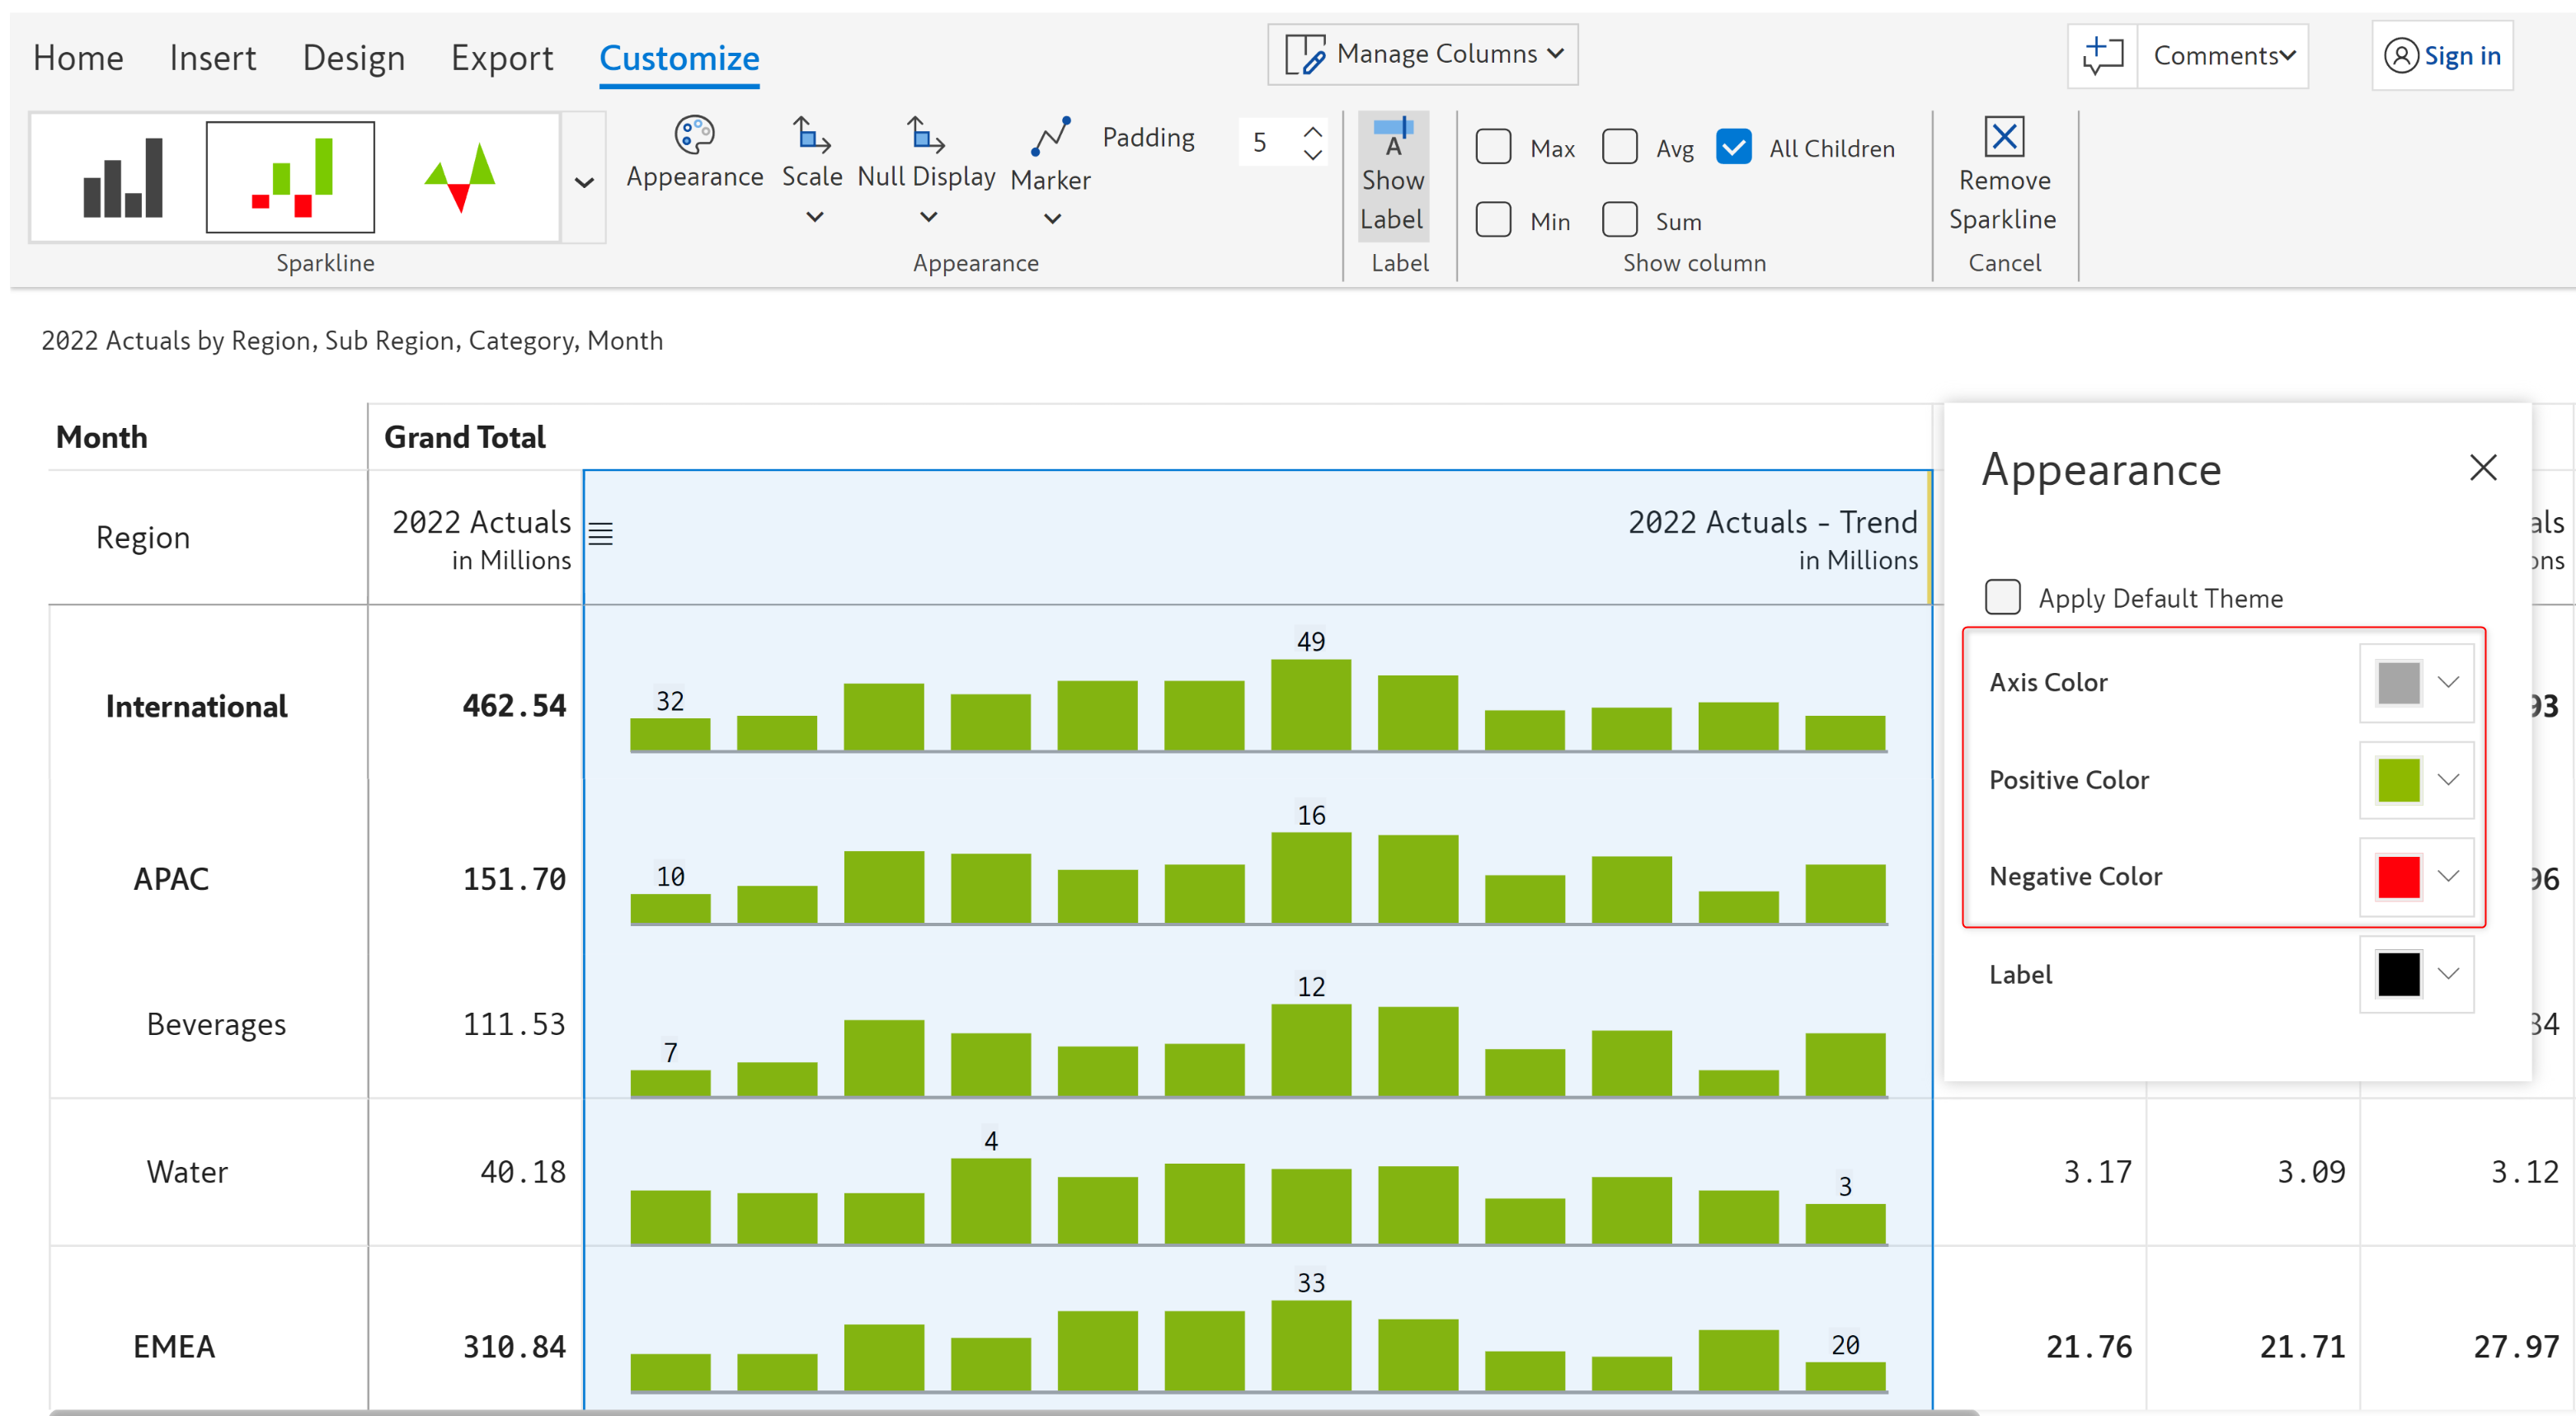 Home Insert Design Export Customize Manage Columns Comments Sign in
Appearance Scale Null Display Marker Padding 5 Show Label Max Avg All Children Min Sum Remove Sparkline
Sparkline Appearance Label Show column Cancel
2022 Actuals by Region, Sub Region, Category, Month
Month Grand Total
Region 2022 Actuals in Millions 2022 Actuals - Trend in Millions
International 462.54 32 49
APAC 151.70 10 16
Beverages 111.53 7 12
Water 40.18 4 3 3.17 3.09 3.12
EMEA 310.84 33 20 21.76 21.71 27.97
Appearance
Apply Default Theme
Axis Color
Positive Color
Negative Color
Label